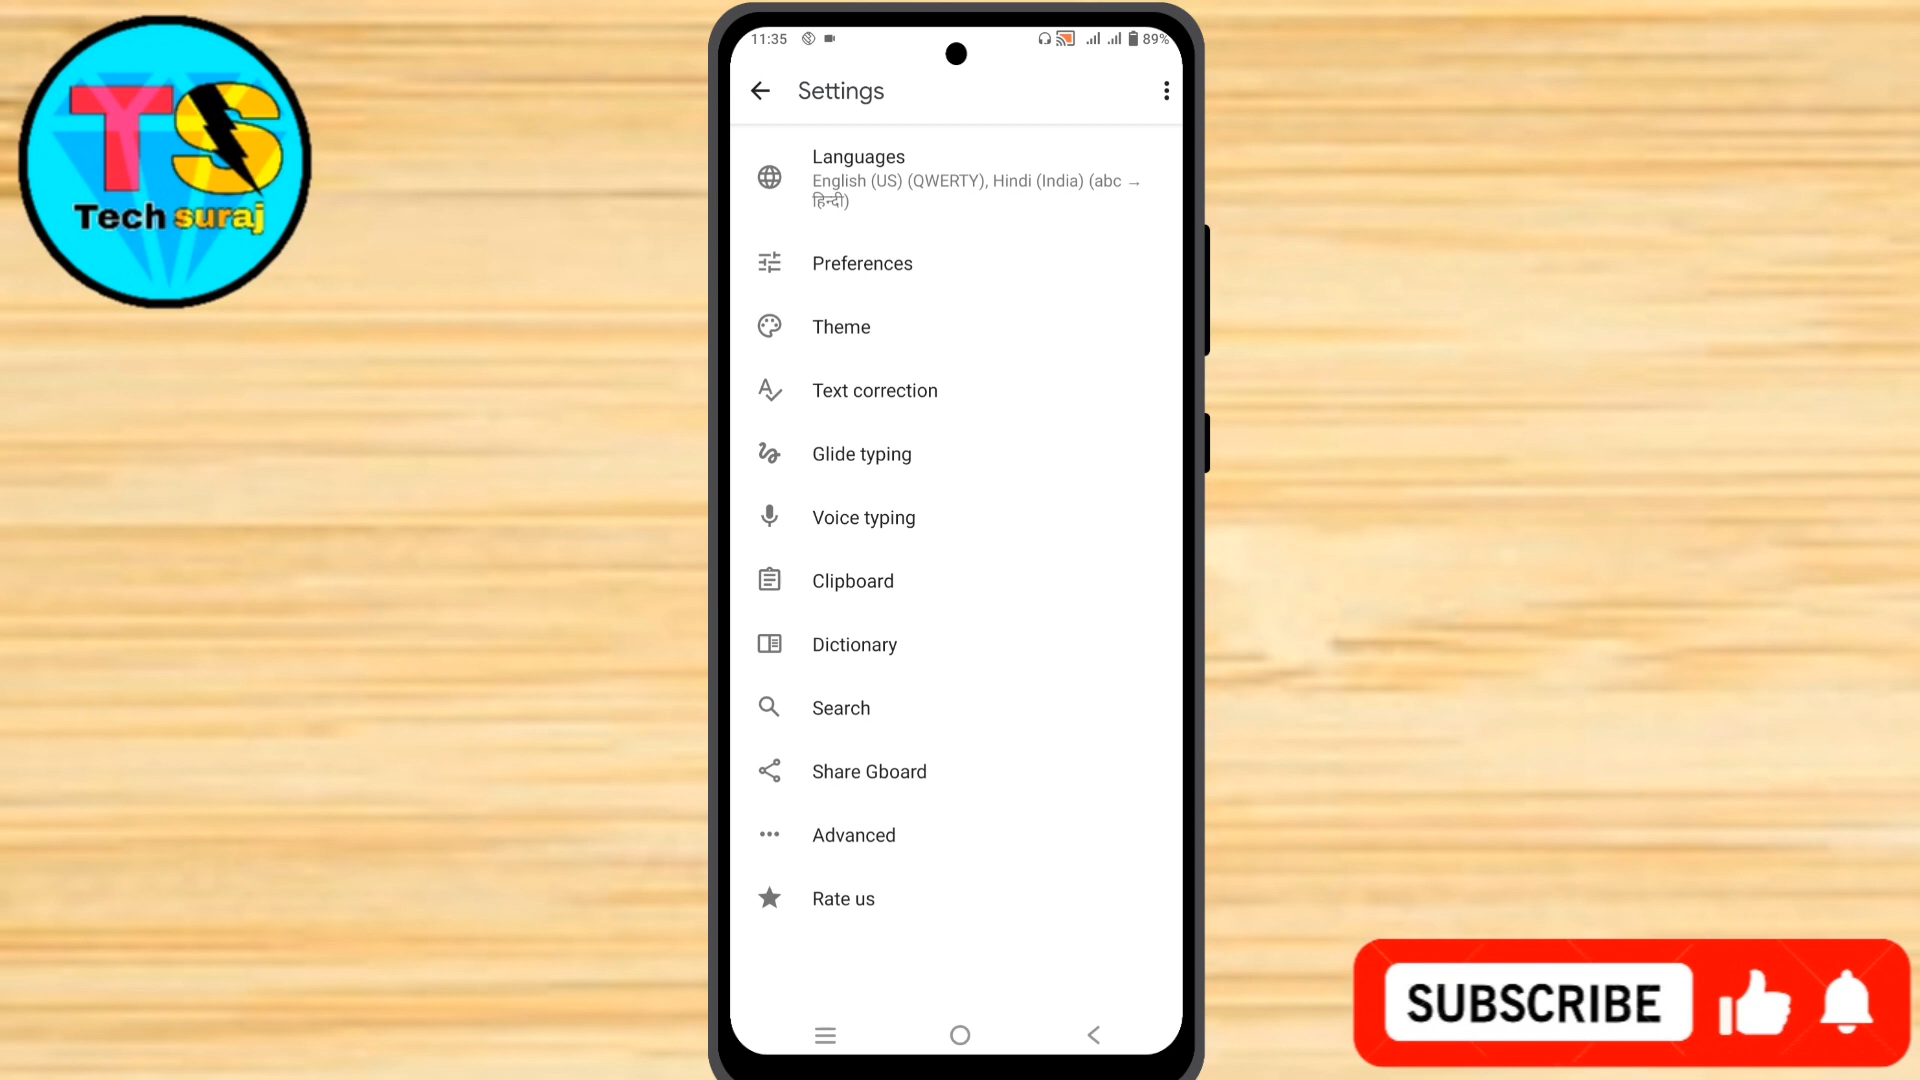 TS
Tech suraj
11:35
89%
Settings
Languages
English (US) (QWERTY), Hindi (India) (abc →
हिन्दी)
Preferences
Theme
Text correction
Glide typing
Voice typing
Clipboard
Dictionary
Search
Share Gboard
Advanced
Rate us
SUBSCRIBE